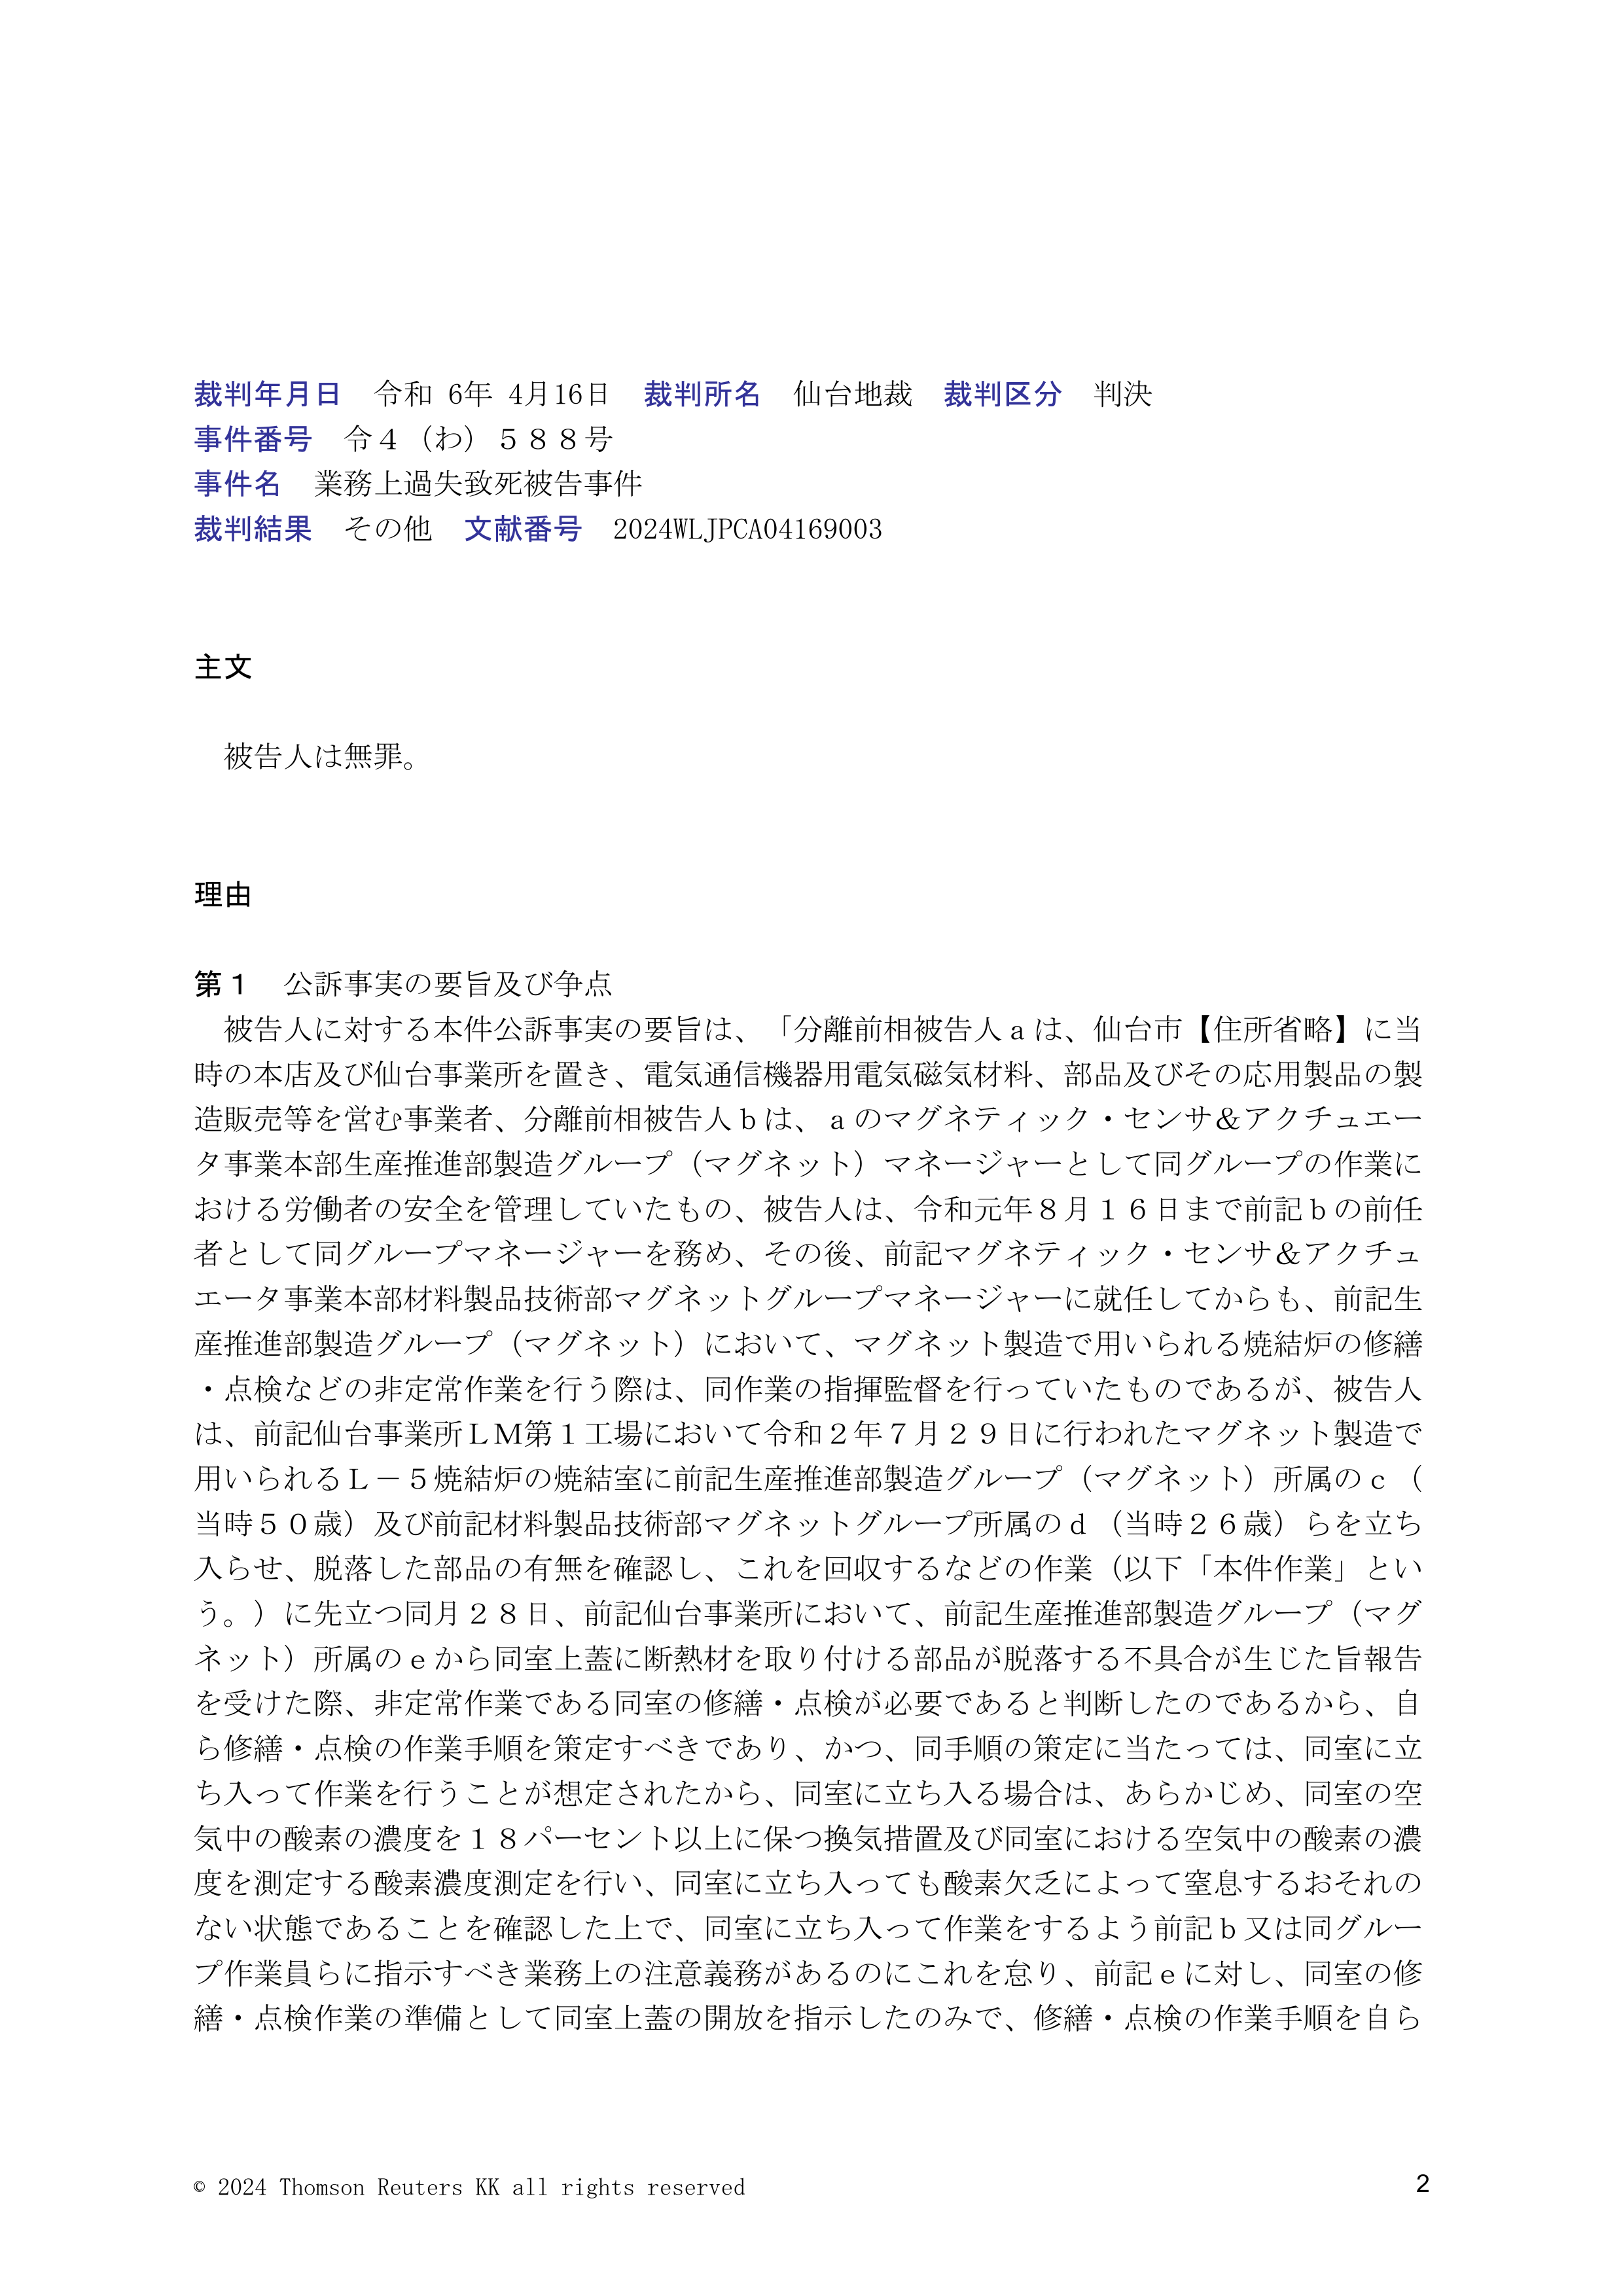 裁判年月日　令和 6年 4月16日　裁判所名　仙台地裁　裁判区分　判決
事件番号　令４（わ）５８８号
事件名　業務上過失致死被告事件
裁判結果　その他　文献番号　2024WLJPCA04169003
主文
　被告人は無罪。
理由
第１　公訴事実の要旨及び争点
　被告人に対する本件公訴事実の要旨は、「分離前相被告人ａは、仙台市【住所省略】に当
時の本店及び仙台事業所を置き、電気通信機器用電気磁気材料、部品及びその応用製品の製
造販売等を営む事業者、分離前相被告人ｂは、ａのマグネティック・センサ＆アクチュエー
タ事業本部生産推進部製造グループ（マグネット）マネージャーとして同グループの作業に
おける労働者の安全を管理していたもの、被告人は、令和元年８月１６日まで前記ｂの前任
者として同グループマネージャーを務め、その後、前記マグネティック・センサ＆アクチュ
エータ事業本部材料製品技術部マグネットグループマネージャーに就任してからも、前記生
産推進部製造グループ（マグネット）において、マグネット製造で用いられる焼結炉の修繕
・点検などの非定常作業を行う際は、同作業の指揮監督を行っていたものであるが、被告人
は、前記仙台事業所ＬＭ第１工場において令和２年７月２９日に行われたマグネット製造で
用いられるＬ－５焼結炉の焼結室に前記生産推進部製造グループ（マグネット）所属のｃ（
当時５０歳）及び前記材料製品技術部マグネットグループ所属のｄ（当時２６歳）らを立ち
入らせ、脱落した部品の有無を確認し、これを回収するなどの作業（以下「本件作業」とい
う。）に先立つ同月２８日、前記仙台事業所において、前記生産推進部製造グループ（マグ
ネット）所属のｅから同室上蓋に断熱材を取り付ける部品が脱落する不具合が生じた旨報告
を受けた際、非定常作業である同室の修繕・点検が必要であると判断したのであるから、自
ら修繕・点検の作業手順を策定すべきであり、かつ、同手順の策定に当たっては、同室に立
ち入って作業を行うことが想定されたから、同室に立ち入る場合は、あらかじめ、同室の空
気中の酸素の濃度を１８パーセント以上に保つ換気措置及び同室における空気中の酸素の濃
度を測定する酸素濃度測定を行い、同室に立ち入っても酸素欠乏によって窒息するおそれの
ない状態であることを確認した上で、同室に立ち入って作業をするよう前記ｂ又は同グルー
プ作業員らに指示すべき業務上の注意義務があるのにこれを怠り、前記ｅに対し、同室の修
繕・点検作業の準備として同室上蓋の開放を指示したのみで、修繕・点検の作業手順を自ら
© 2024 Thomson Reuters KK all rights reserved
2